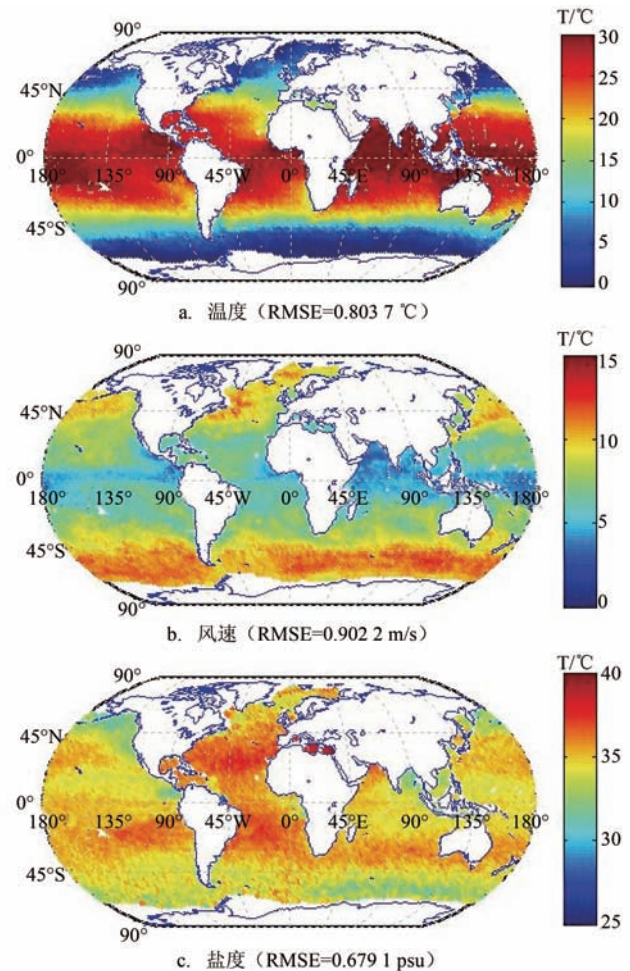 90°
T/℃
30
45°N
25
20
0°
15
180° 135° 90° 45°W 0° 45°E 90° 135° 180°
10
45°S
5
0
90°
a. 温度（RMSE=0.803 7 ℃）
90°
T/℃
15
45°N
10
0°
180° 135° 90° 45°W 0° 45°E 90° 135° 180°
5
45°S
0
90°
b. 风速（RMSE=0.902 2 m/s）
90°
T/℃
40
45°N
35
0°
180° 135° 90° 45°W 0° 45°E 90° 135° 180°
30
45°S
25
90°
c. 盐度（RMSE=0.679 1 psu）